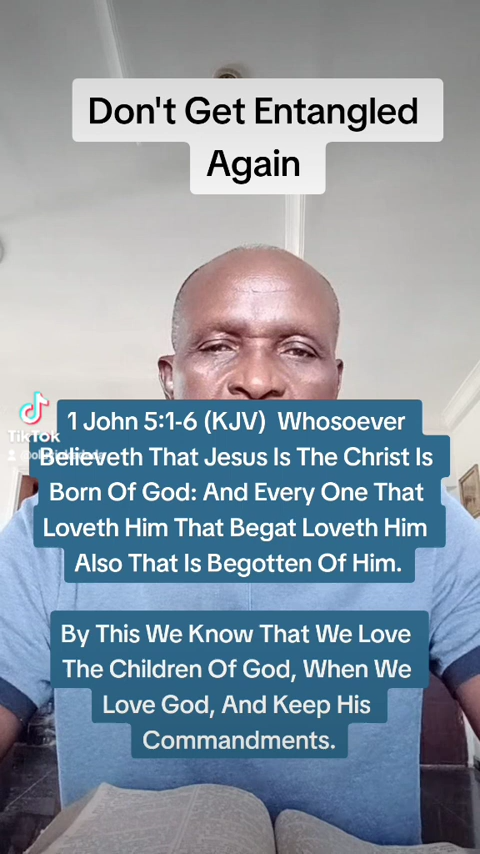 Don't Get Entangled
Again
1 John 5:1-6 (KJV) Whosoever
TikTok
Believeth That Jesus Is The Christ Is
Born Of God: And Every One That
Loveth Him That Begat Loveth Him
Also That Is Begotten Of Him.
By This We Know That We Love
The Children Of God, When We
Love God, And Keep His
Commandments.